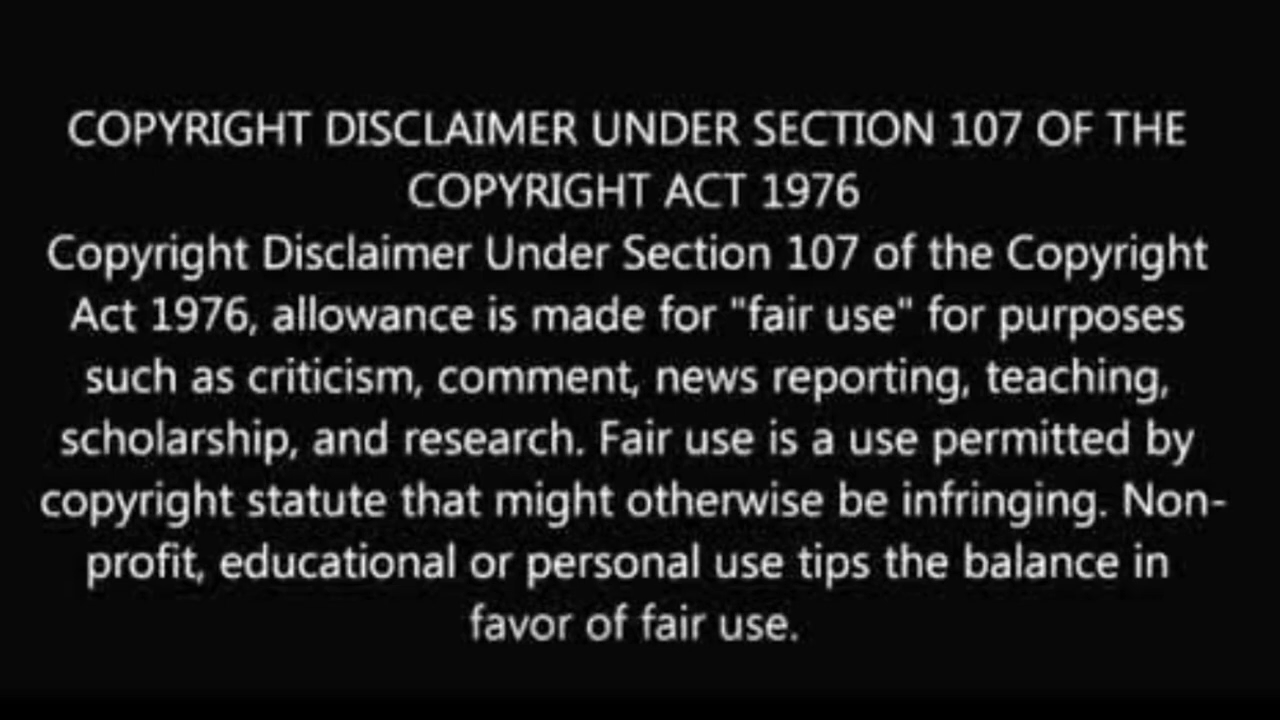 COPYRIGHT DISCLAIMER UNDER SECTION 107 OF THE
COPYRIGHT ACT 1976
Copyright Disclaimer Under Section 107 of the Copyright
Act 1976, allowance is made for "fair use" for purposes
such as criticism, comment, news reporting, teaching,
scholarship, and research. Fair use is a use permitted by
copyright statute that might otherwise be infringing. Non-
profit, educational or personal use tips the balance in
favor of fair use.